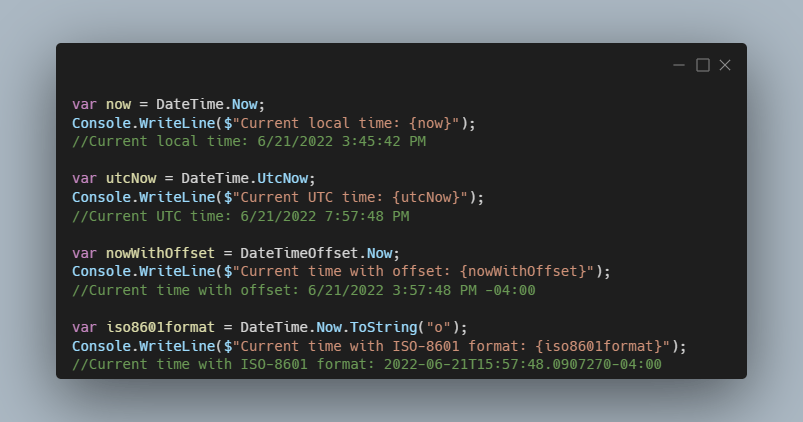 var now = DateTime.Now;
Console.WriteLine($"Current local time: {now}");
//Current local time: 6/21/2022 3:45:42 PM
var utcNow = DateTime.UtcNow;
Console.WriteLine($"Current UTC time: {utcNow}");
//Current UTC time: 6/21/2022 7:57:48 PM
var nowWithOffset = DateTimeOffset.Now;
Console.WriteLine($"Current time with offset: {nowWithOffset}");
//Current time with offset: 6/21/2022 3:57:48 PM -04:00
var iso8601format = DateTime.Now.ToString("o");
Console.WriteLine($"Current time with ISO-8601 format: {iso8601format}");
//Current time with ISO-8601 format: 2022-06-21T15:57:48.0907270-04:00